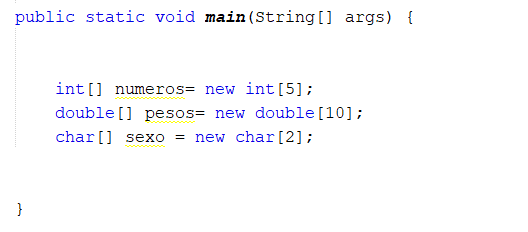 public static void main(String[] args) {
int[] numeros= new int[5];
double[] pesos= new double[10];
char[] sexo = new char[2];
}